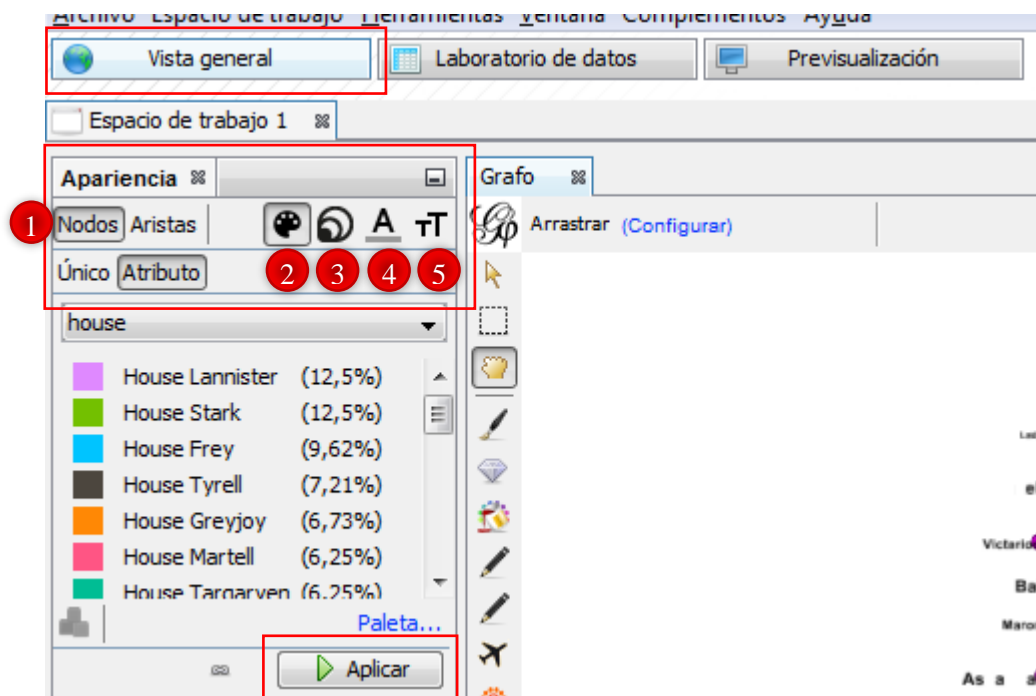 Archivo Espacio de trabajo Herramientas Ventana Complementos Ayuda
Vista general
Laboratorio de datos
Previsualización
Espacio de trabajo 1
Apariencia
Grafo
1
Nodos Aristas
A
TT
Arrastrar (Configurar)
Único Atributo
2 3 4 5
house
House Lannister (12,5%)
House Stark (12,5%)
House Frey (9,62%)
House Tyrell (7,21%)
House Greyjoy (6,73%)
House Martell (6,25%)
House Targaryen (6,25%)
Paleta...
Aplicar
Victario
Ba
Maro
As a a